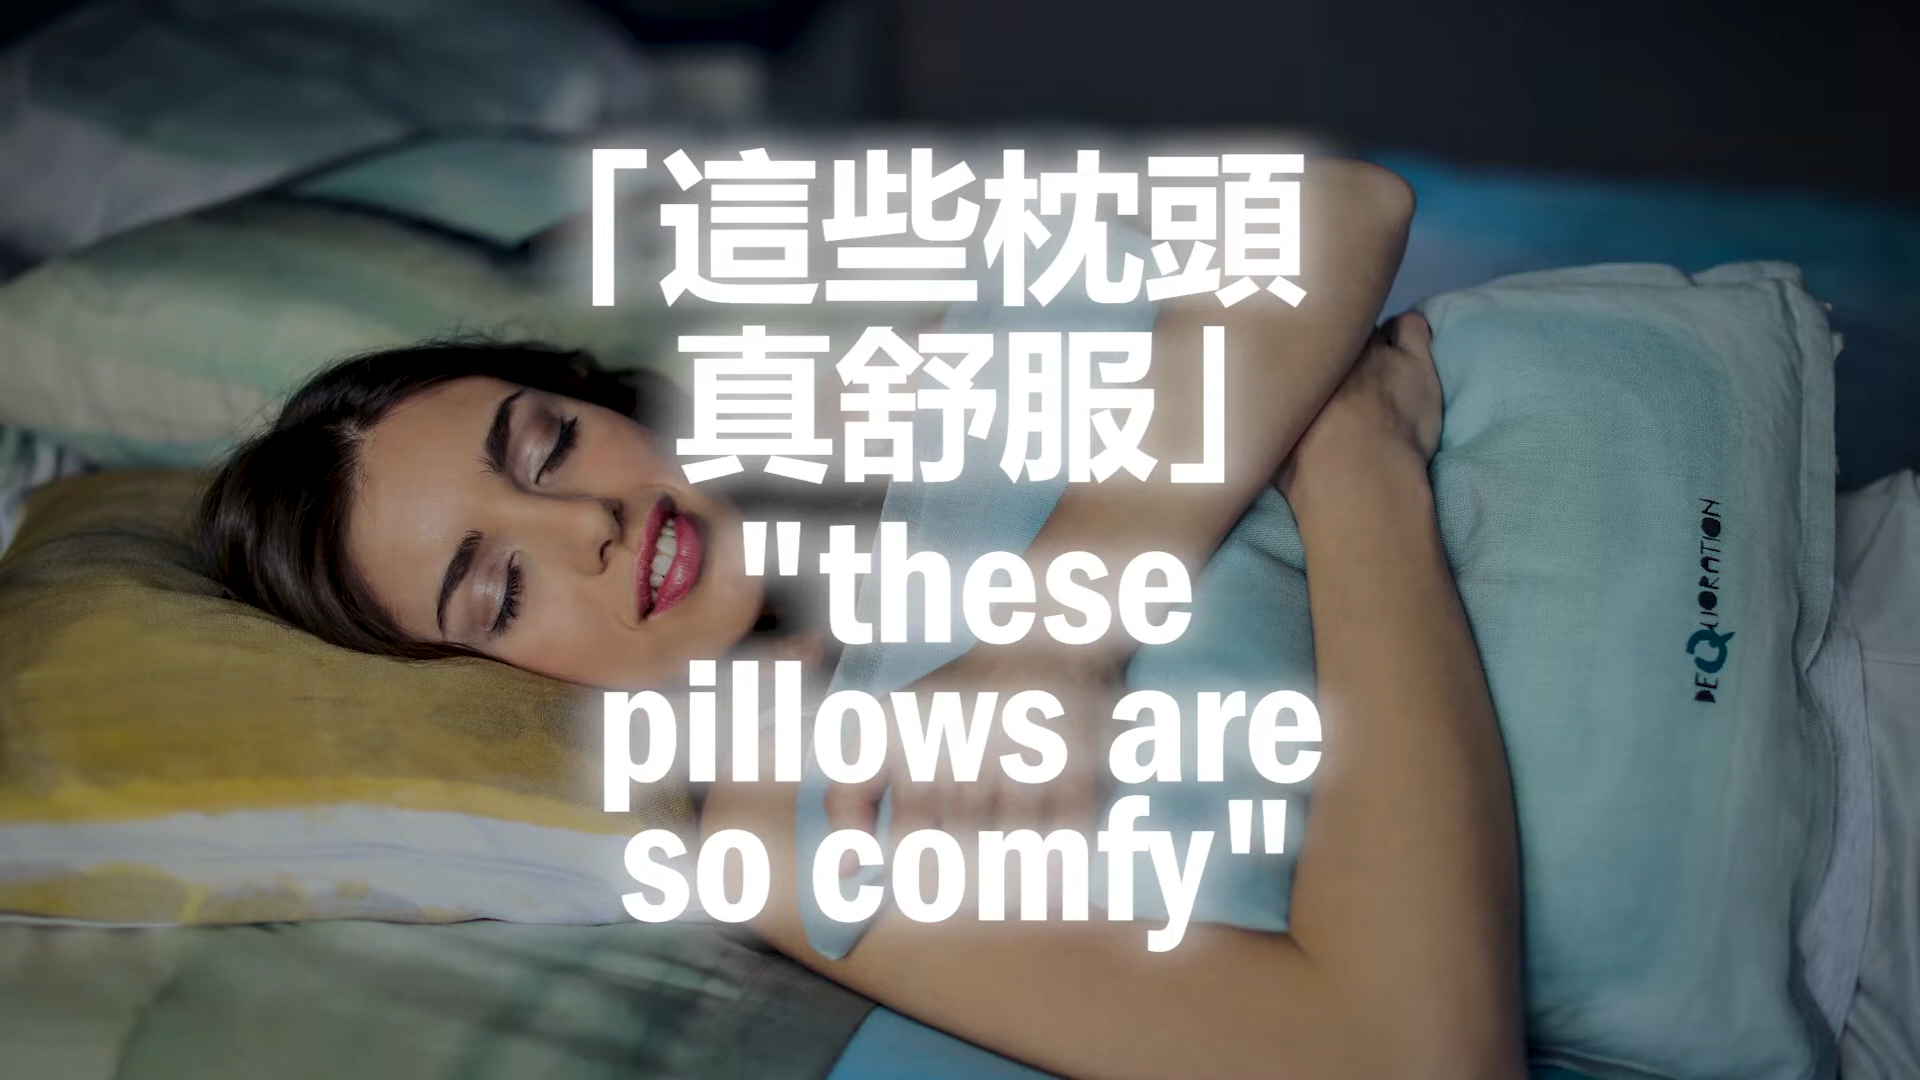 「這些枕頭
真舒服」
"these
pillows are
so comfy"
DEQUORATION